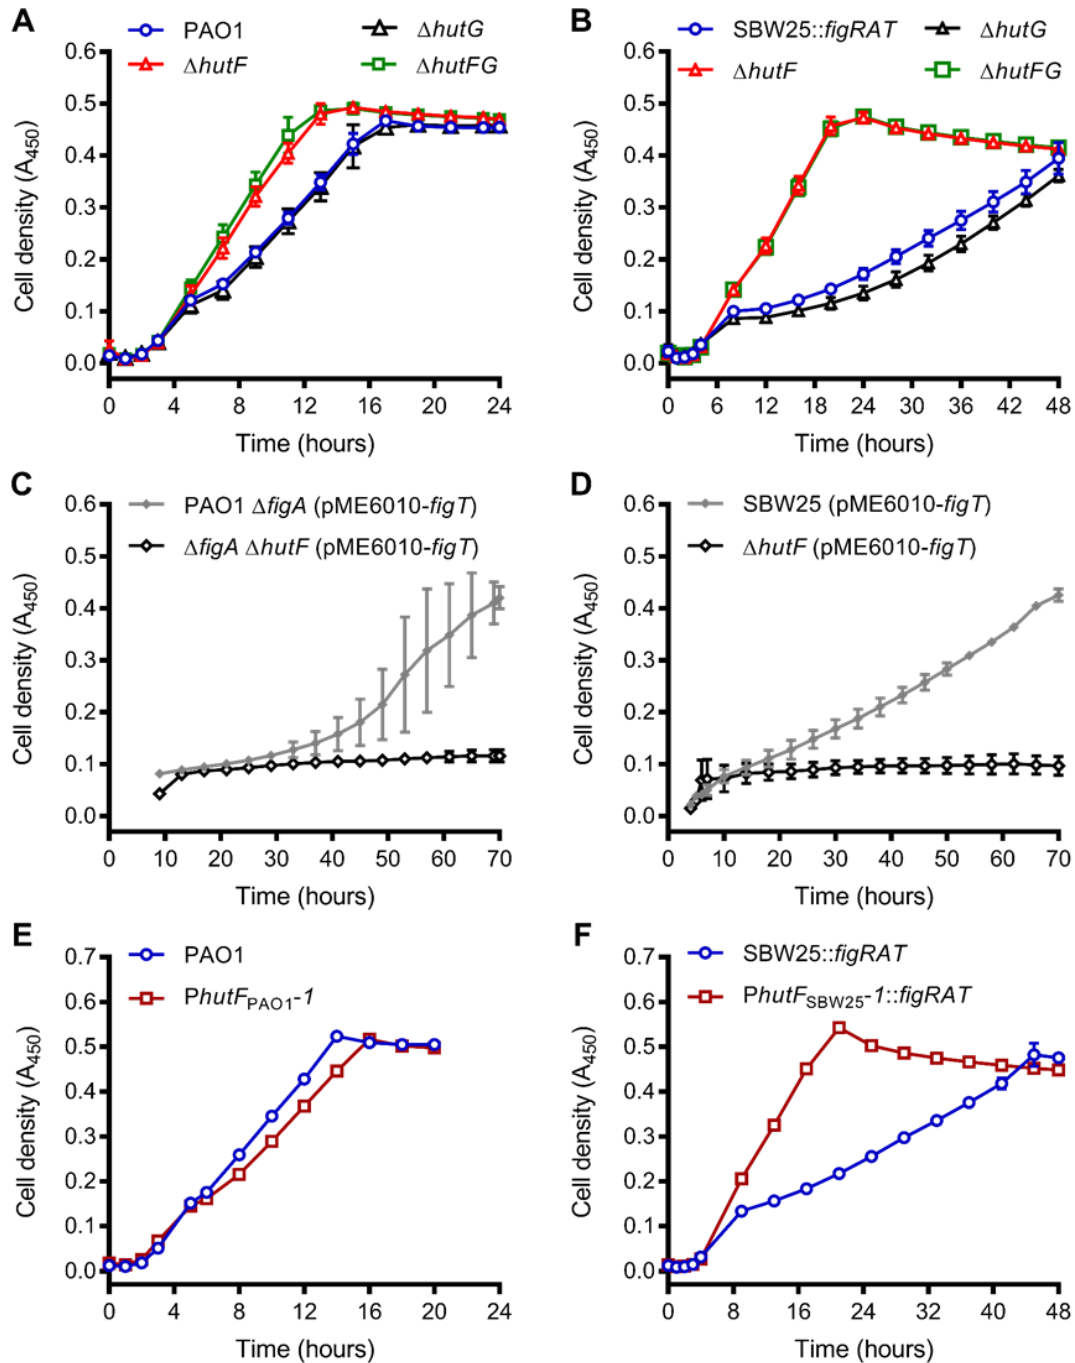 A
PAO1
ΔhutG
ΔhutF
ΔhutFG
Cell density (A450)
0.6
0.5
0.4
0.3
0.2
0.1
0.0
0 4 8 12 16 20 24
Time (hours)
B
SBW25::figRAT
ΔhutG
ΔhutF
ΔhutFG
Cell density (A450)
0.6
0.5
0.4
0.3
0.2
0.1
0.0
0 6 12 18 24 30 36 42 48
Time (hours)
C
PAO1 ΔfigA (pME6010-figT)
ΔfigA ΔhutF (pME6010-figT)
Cell density (A450)
0.6
0.5
0.4
0.3
0.2
0.1
0.0
0 10 20 30 40 50 60 70
Time (hours)
D
SBW25 (pME6010-figT)
ΔhutF (pME6010-figT)
Cell density (A450)
0.6
0.5
0.4
0.3
0.2
0.1
0.0
0 10 20 30 40 50 60 70
Time (hours)
E
PAO1
PhutFPAO1-1
Cell density (A450)
0.7
0.6
0.5
0.4
0.3
0.2
0.1
0.0
0 4 8 12 16 20 24
Time (hours)
F
SBW25::figRAT
PhutFSBW25-1::figRAT
Cell density (A450)
0.7
0.6
0.5
0.4
0.3
0.2
0.1
0.0
0 8 16 24 32 40 48
Time (hours)